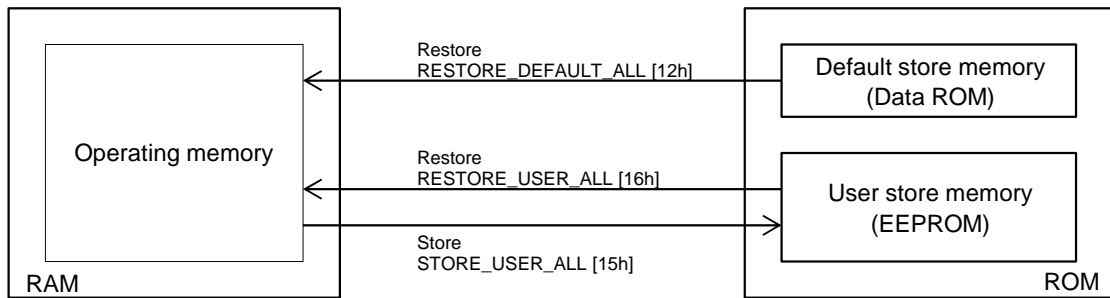 Restore
RESTORE_DEFAULT_ALL [12h]
Default store memory
(Data ROM)
Operating memory
Restore
RESTORE_USER_ALL [16h]
User store memory
(EEPROM)
Store
STORE_USER_ALL [15h]
RAM
ROM